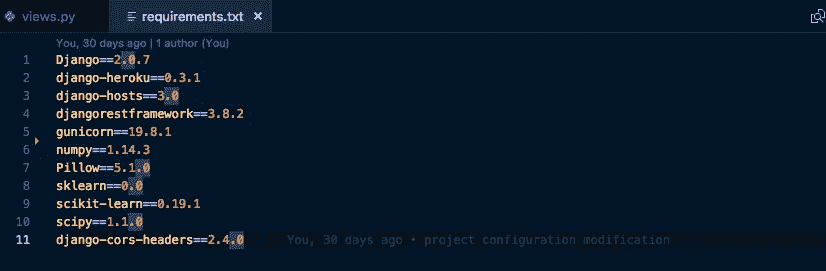 views.py requirements.txt ×
You, 30 days ago | 1 author (You)
1 Django==2.0.7
2 django-heroku==0.3.1
3 django-hosts==3.0
4 djangorestframework==3.8.2
5 gunicorn==19.8.1
6 numpy==1.14.3
7 Pillow==5.1.0
8 sklearn==0.0
9 scikit-learn==0.19.1
10 scipy==1.1.0
11 django-cors-headers==2.4.0 You, 30 days ago • project configuration modification